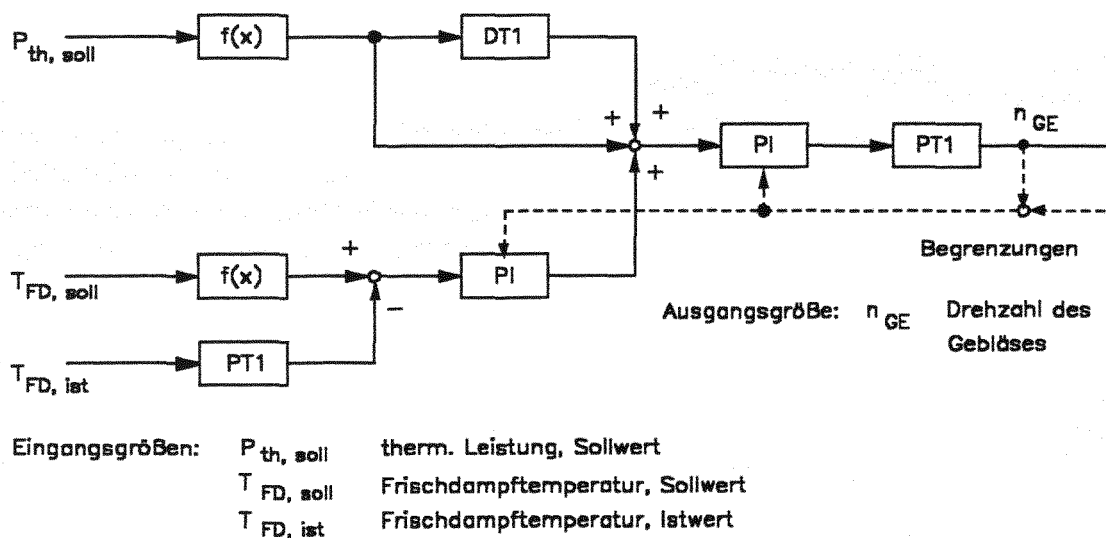 P th, soll
f(x)
DT1
+
+
+
PI
PT1
n GE
T FD, soll
f(x)
+
−
PI
Begrenzungen
T FD, ist
PT1
Ausgangsgröße: n GE Drehzahl des
Gebläses
Eingangsgrößen: P th, soll therm. Leistung, Sollwert
T FD, soll Frischdampftemperatur, Sollwert
T FD, ist Frischdampftemperatur, Istwert